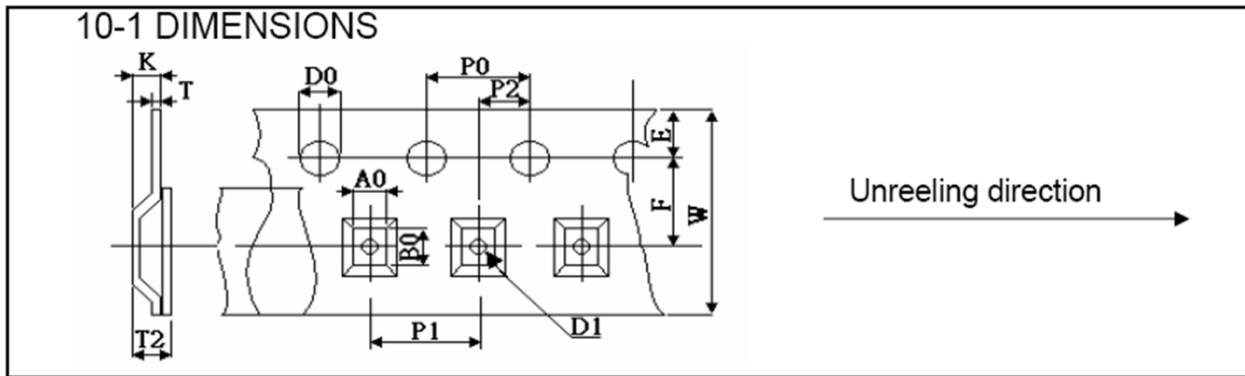 10-1 DIMENSIONS
K
T
D0
P0
P2
E
A0
F
W
Unreeling direction
B0
P1
D1
T2